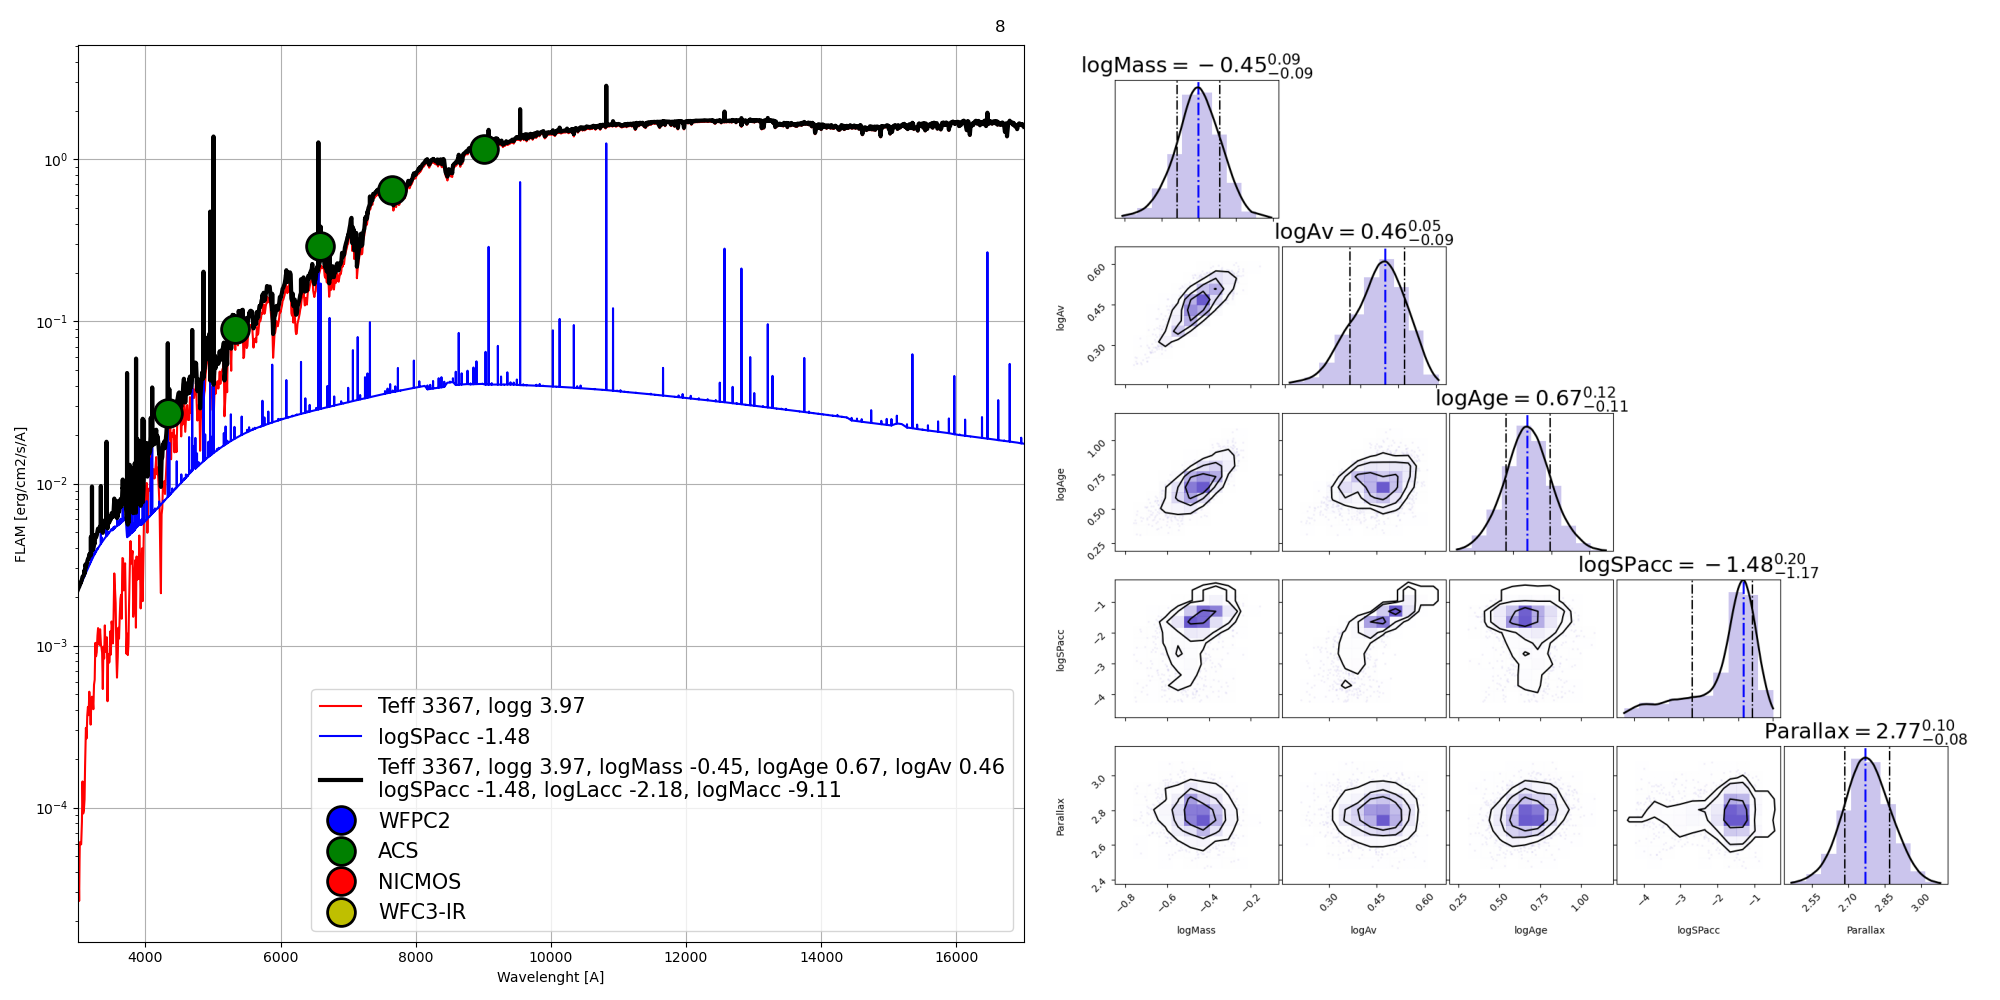 8
10^0
10^-1
10^-2
10^-3
10^-4
FLAM [erg/cm2/s/A]
4000 6000 8000 10000 12000 14000 16000
Wavelenght [A]
Teff 3367, logg 3.97
logSPacc -1.48
Teff 3367, logg 3.97, logMass -0.45, logAge 0.67, logAv 0.46
logSPacc -1.48, logLacc -2.18, logMacc -9.11
WFPC2
ACS
NICMOS
WFC3-IR
logMass = −0.45^0.09_−0.09
logAv = 0.46^0.05_−0.09
logAge = 0.67^0.12_−0.11
logSPacc = −1.48^0.20_−1.17
Parallax = 2.77^0.10_−0.08
logAv
0.60
0.45
0.30
logAge
1.00
0.75
0.50
0.25
logSPacc
−1
−2
−3
−4
Parallax
3.0
2.8
2.6
2.4
−0.8 −0.6 −0.4 −0.2
0.30 0.45 0.60
0.25 0.50 0.75 1.00
−4 −3 −2 −1
2.55 2.70 2.85 3.00
logMass logAv logAge logSPacc Parallax